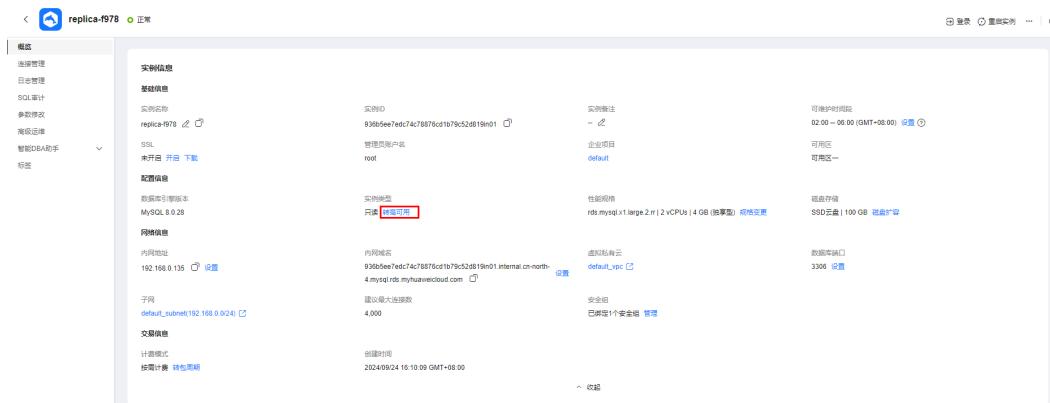 replica-f978 正常
登录 重启实例 ...
概览
连接管理
日志管理
SQL审计
参数修改
高级运维
智能DBA助手
标签
实例信息
基础信息
实例名称 实例ID 实例备注 可维护时间段
replica-f978 936b5ee7edc74c78876cd1b79c52d819in01 -- 02:00 – 06:00 (GMT+08:00) 设置
SSL 管理员账户名 企业项目 可用区
未开启 开启 下载 root default 可用区一
配置信息
数据库引擎版本 实例类型 性能规格 磁盘存储
MySQL 8.0.28 只读 转高可用 rds.mysql.x1.large.2.rr | 2 vCPUs | 4 GB (独享型) 规格变更 SSD云盘 | 100 GB 磁盘扩容
网络信息
内网地址 内网域名 虚拟私有云 数据库端口
192.168.0.135 设置 936b5ee7edc74c78876cd1b79c52d819in01.internal.cn-north-4.mysql.rds.myhuaweicloud.com 设置 default_vpc 3306 设置
子网 建议最大连接数 安全组
default_subnet(192.168.0.0/24) 4,000 已绑定1个安全组 管理
交易信息
计费模式 创建时间
按需计费 转包周期 2024/09/24 16:10:09 GMT+08:00
收起